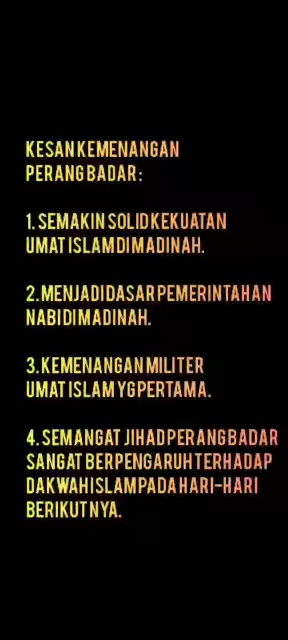 KESAN KEMENANGAN
PERANG BADAR:
1. SEMAKIN SOLID KEKUATAN
UMAT ISLAM DI MADINAH.
2. MENJADI DASAR PEMERINTAHAN
NABI DI MADINAH.
3. KEMENANGAN MILITER
UMAT ISLAM YG PERTAMA.
4. SEMANGAT JIHAD PERANG BADAR
SANGAT BERPENGARUH TERHADAP
DAKWAH ISLAM PADA HARI-HARI
BERIKUTNYA.